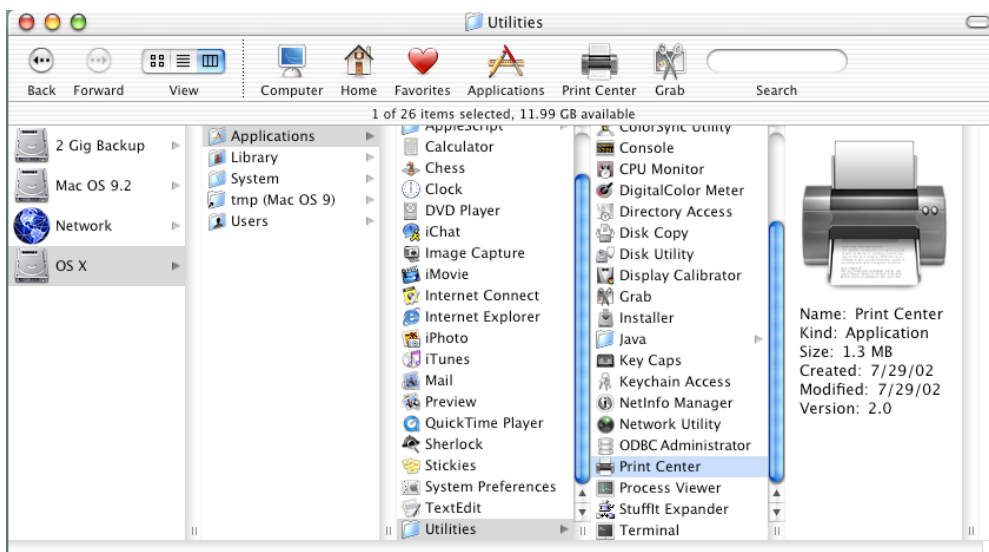 Utilities
Back Forward View Computer Home Favorites Applications Print Center Grab Search
1 of 26 items selected, 11.99 GB available
2 Gig Backup
Mac OS 9.2
Network
OS X
Applications
Library
System
tmp (Mac OS 9)
Users
AppleScript
Calculator
Chess
Clock
DVD Player
iChat
Image Capture
iMovie
Internet Connect
Internet Explorer
iPhoto
iTunes
Mail
Preview
QuickTime Player
Sherlock
Stickies
System Preferences
TextEdit
Utilities
ColorSync Utility
Console
CPU Monitor
DigitalColor Meter
Directory Access
Disk Copy
Disk Utility
Display Calibrator
Grab
Installer
Java
Key Caps
Keychain Access
NetInfo Manager
Network Utility
ODBC Administrator
Print Center
Process Viewer
StuffIt Expander
Terminal
Name: Print Center
Kind: Application
Size: 1.3 MB
Created: 7/29/02
Modified: 7/29/02
Version: 2.0